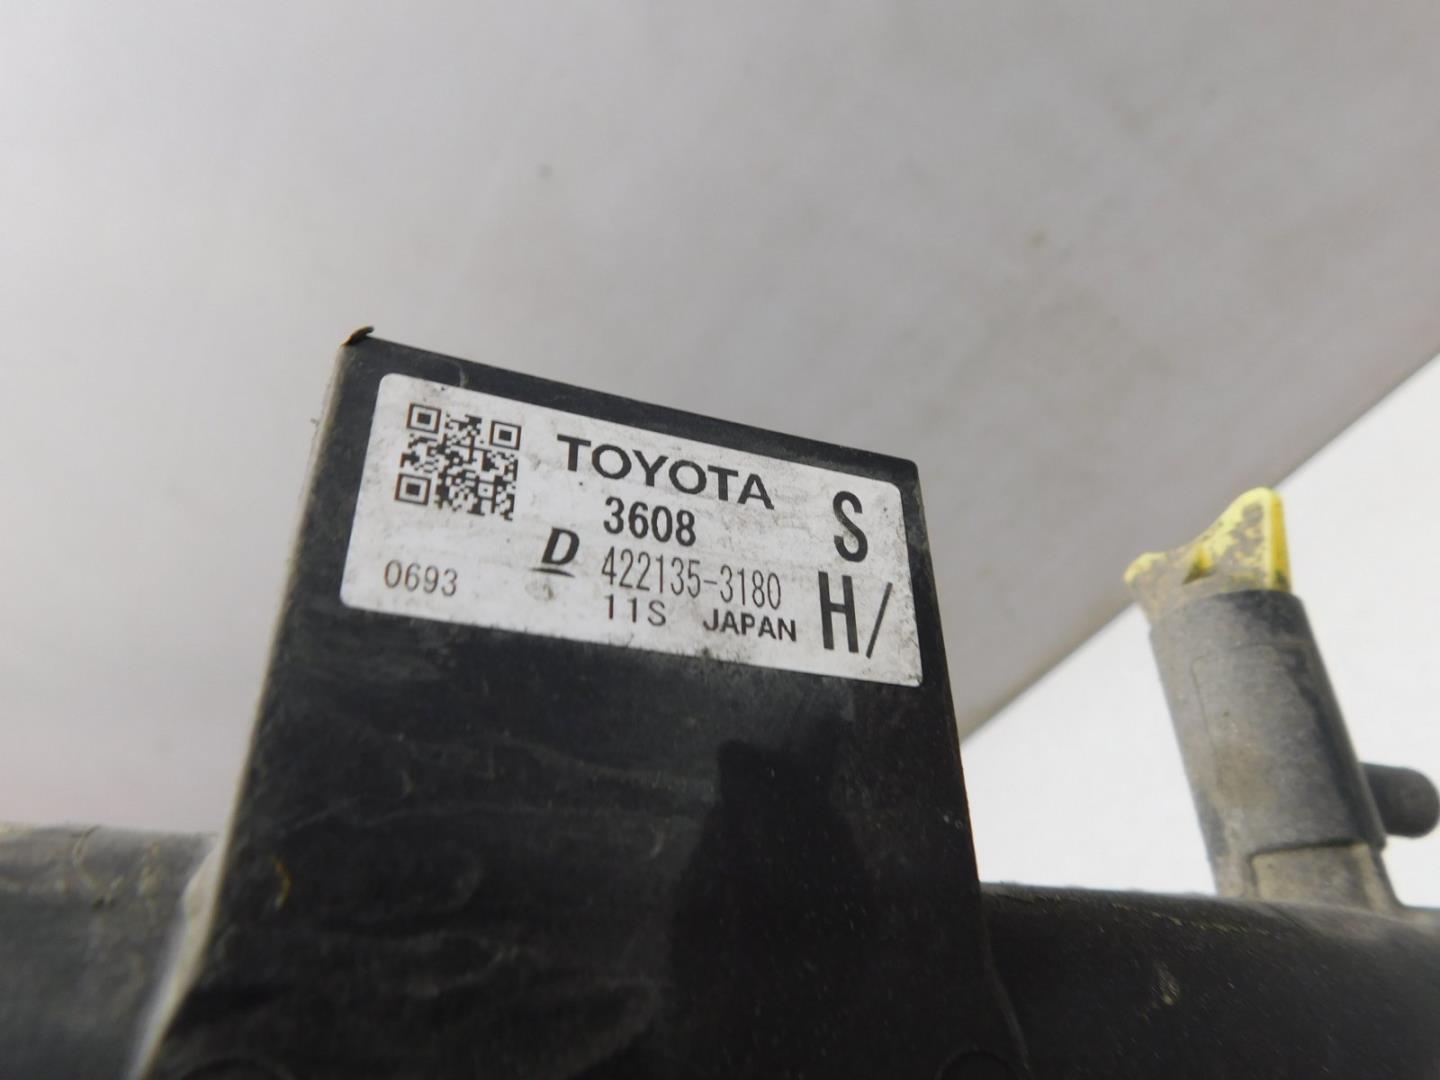 TOYOTA
3608
D 422135-3180
0693
11S JAPAN
S
H/